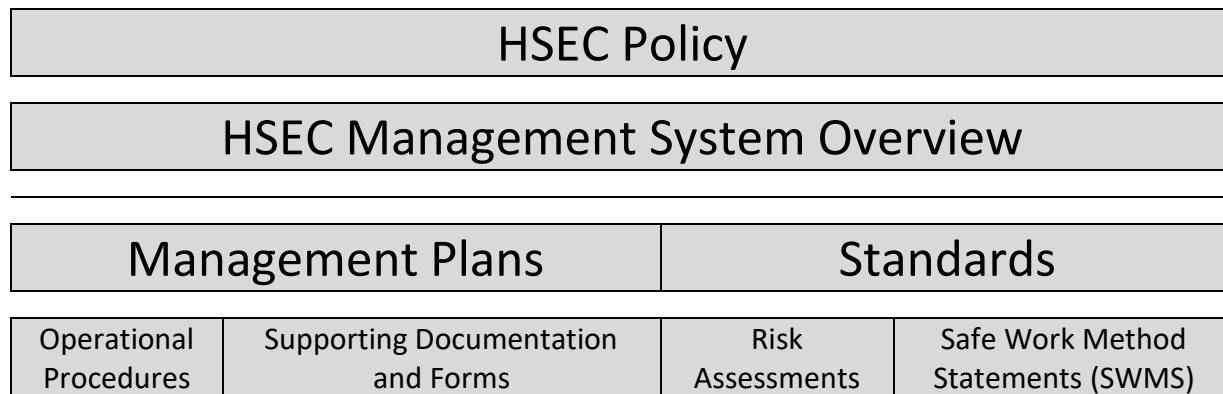 HSEC Policy
HSEC Management System Overview
Management Plans
Standards
Operational
Procedures
Supporting Documentation
and Forms
Risk
Assessments
Safe Work Method
Statements (SWMS)